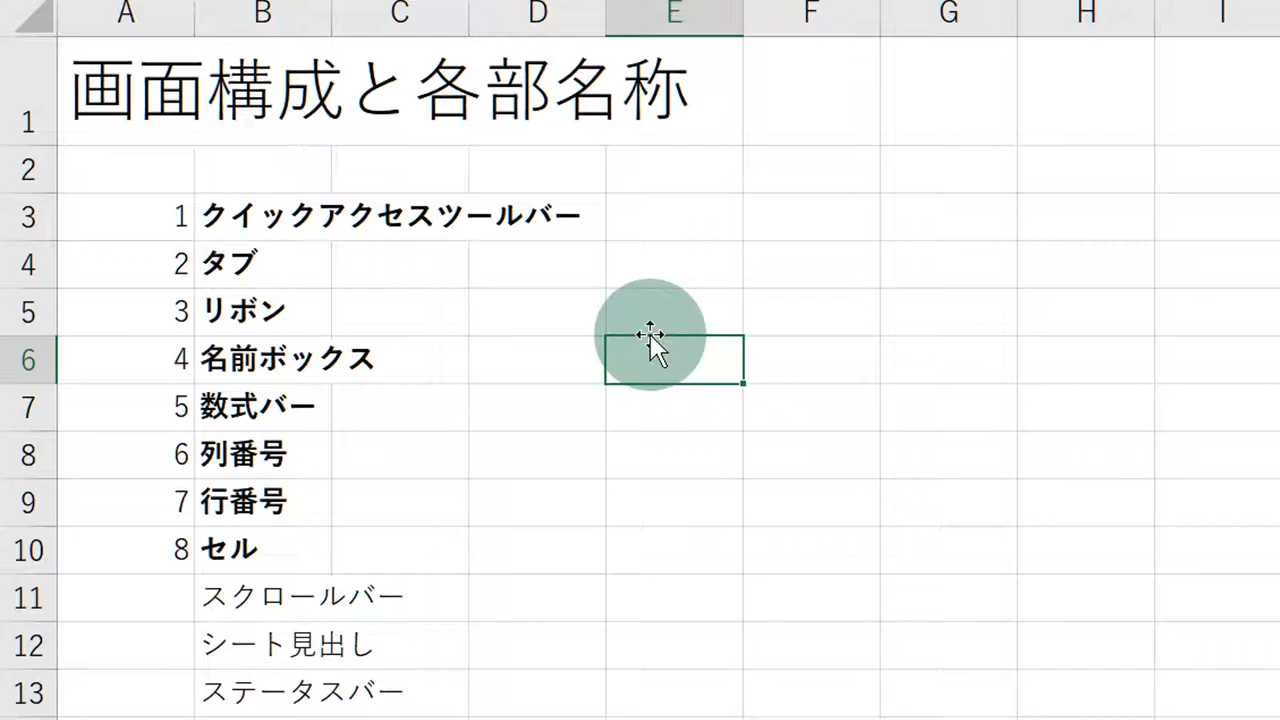 A B C D E F G H I
1 画面構成と各部名称
2
3 1 クイックアクセスツールバー
4 2 タブ
5 3 リボン
6 4 名前ボックス
7 5 数式バー
8 6 列番号
9 7 行番号
10 8 セル
11 スクロールバー
12 シート見出し
13 ステータスバー